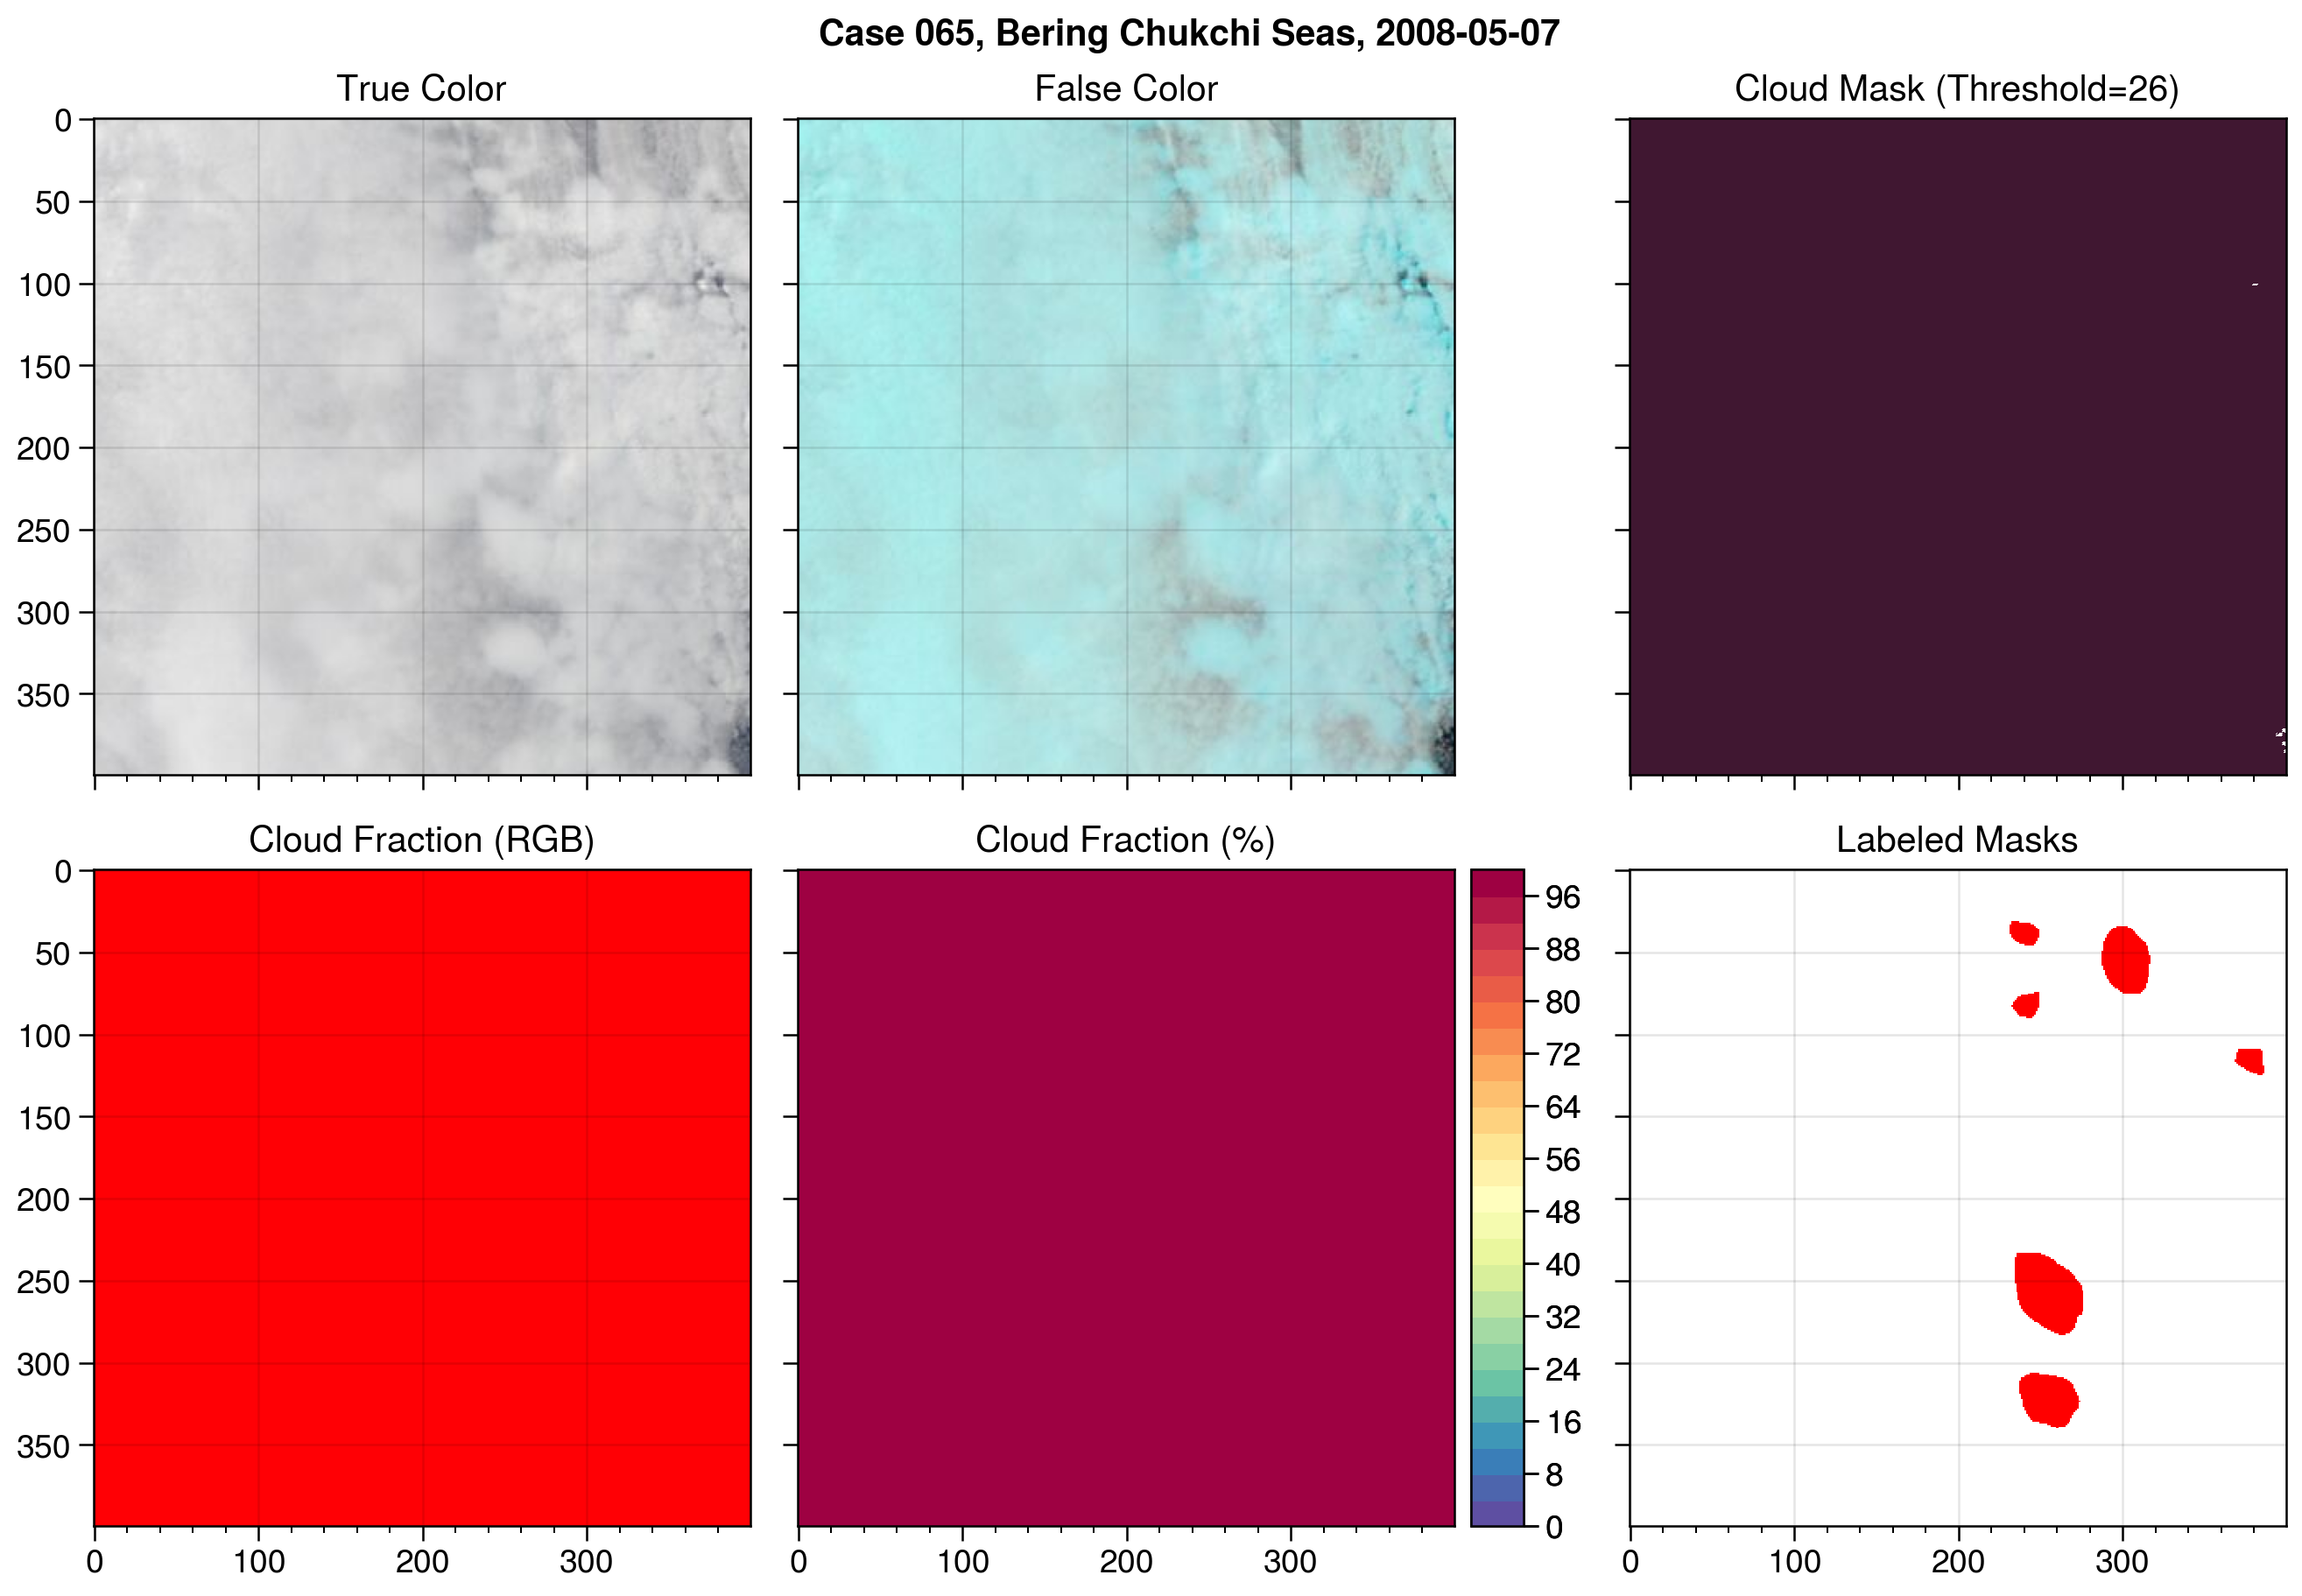 Case 065, Bering Chukchi Seas, 2008-05-07
True Color
False Color
Cloud Mask (Threshold=26)
0
50
100
150
200
250
300
350
Cloud Fraction (RGB)
Cloud Fraction (%)
Labeled Masks
0
50
100
150
200
250
300
350
96
88
80
72
64
56
48
40
32
24
16
8
0
0 100 200 300
0 100 200 300
0 100 200 300